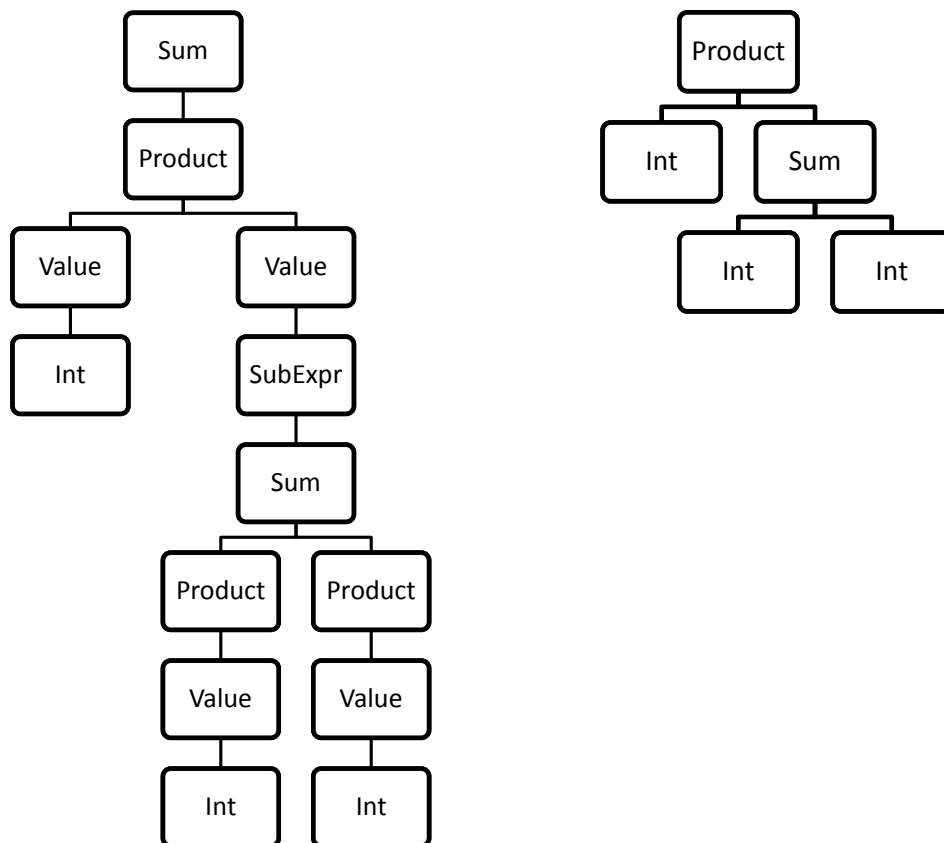 Sum
Product
Value
Value
Int
SubExpr
Sum
Product
Product
Value
Value
Int
Int
Product
Int
Sum
Int
Int